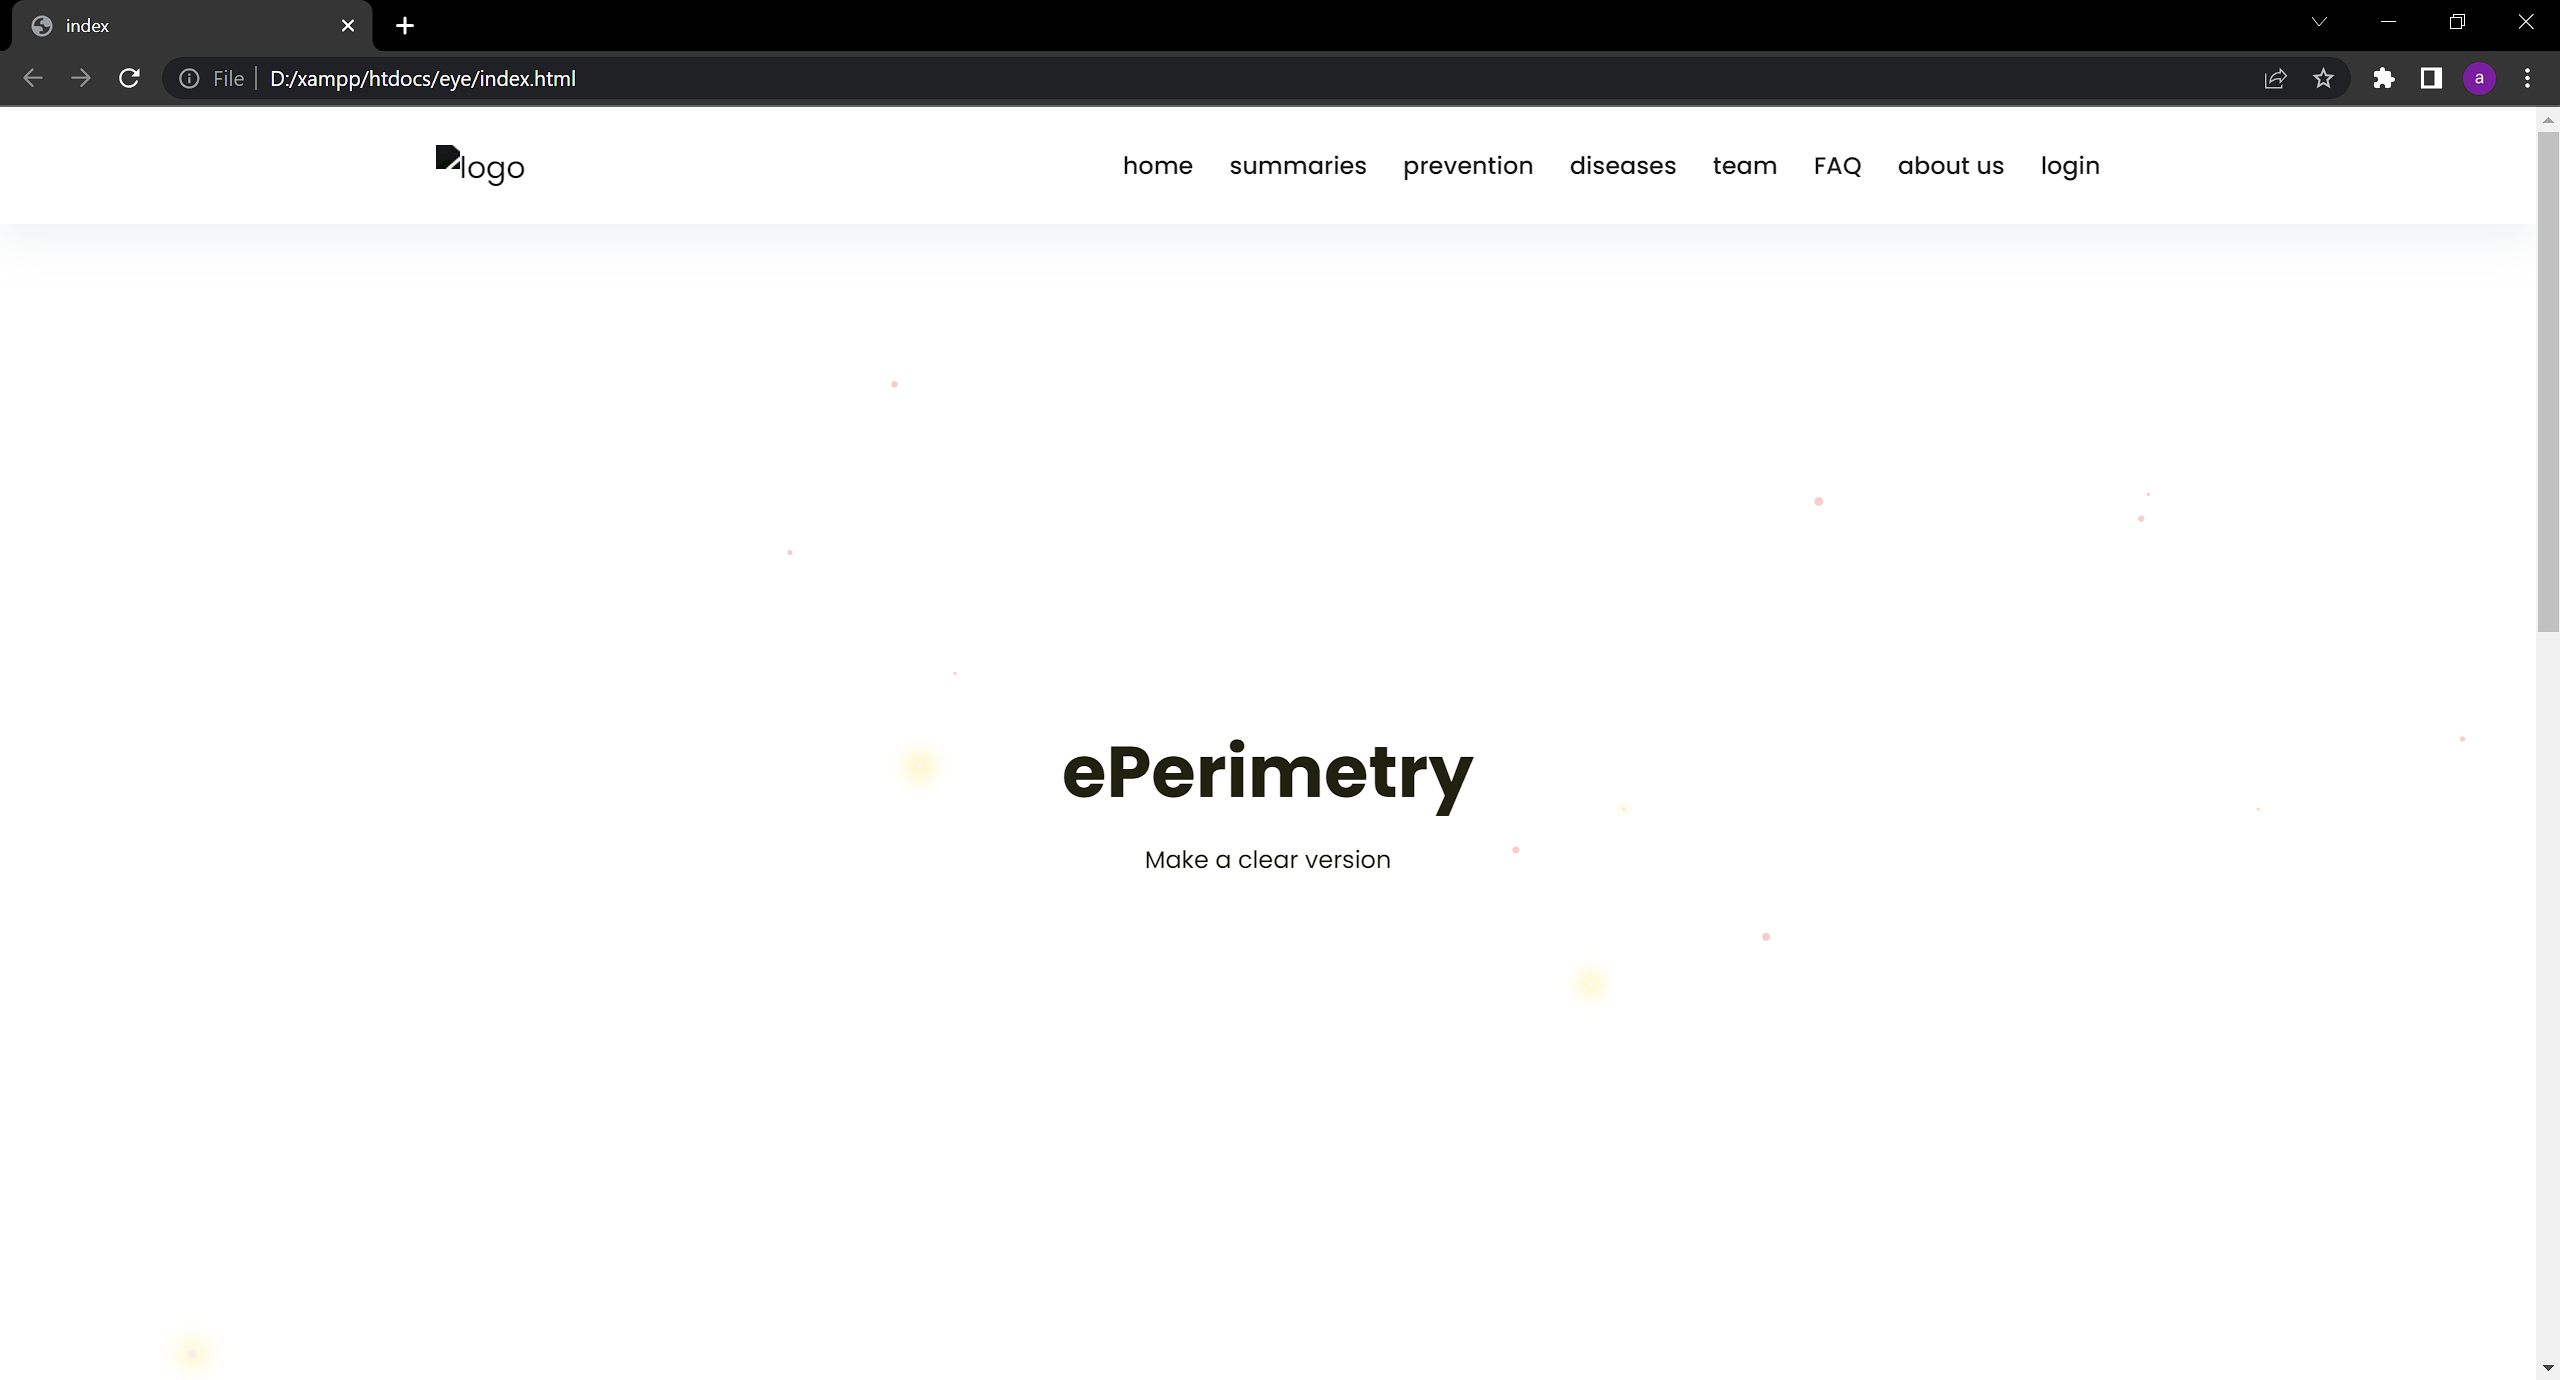 index
File D:/xampp/htdocs/eye/index.html
a
logo
home summaries prevention diseases team FAQ about us login
ePerimetry
Make a clear version